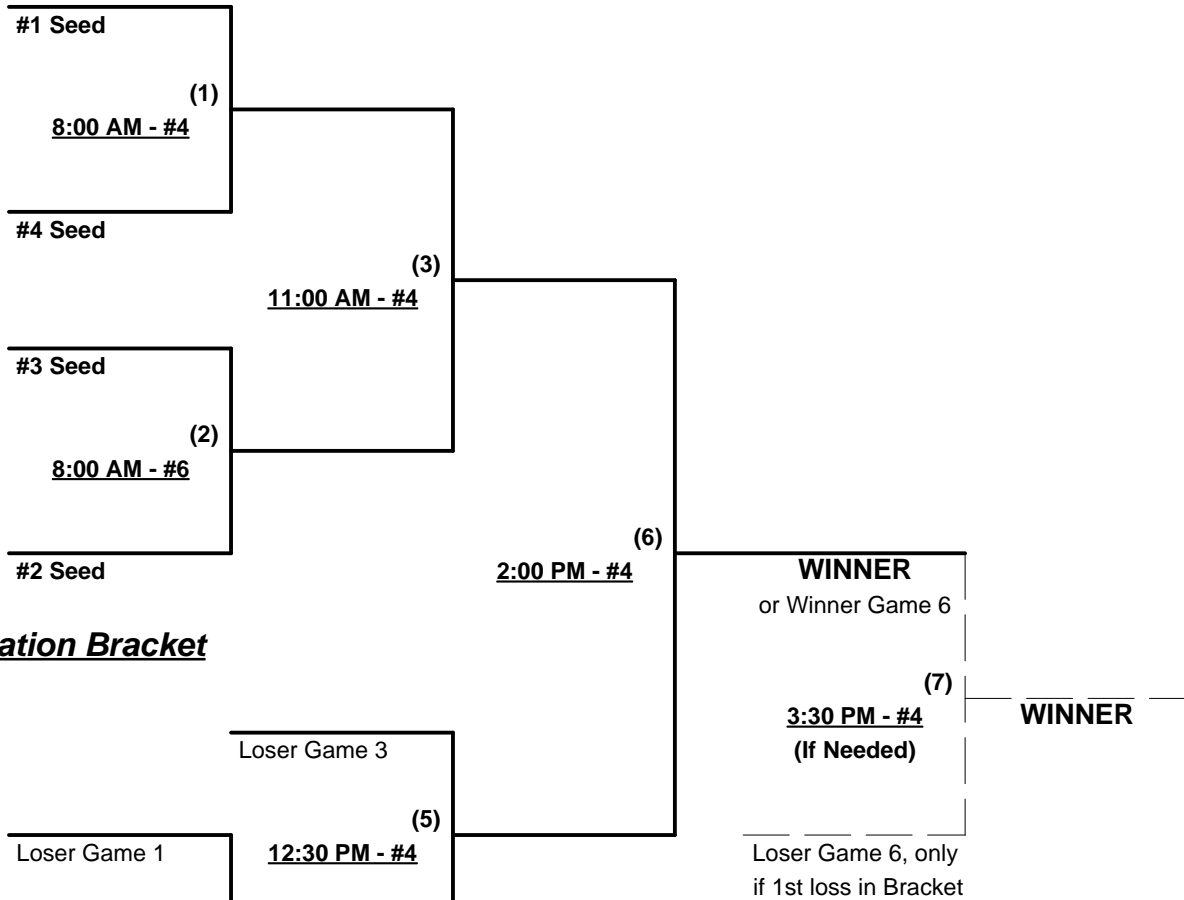 #1 Seed
(1)
8:00 AM - #4
#4 Seed
(3)
11:00 AM - #4
#3 Seed
(2)
8:00 AM - #6
#2 Seed
(6)
2:00 PM - #4
WINNER
or Winner Game 6
ation Bracket
(7)
3:30 PM - #4
(If Needed)
WINNER
Loser Game 3
(5)
12:30 PM - #4
Loser Game 1
Loser Game 6, only
if 1st loss in Bracket